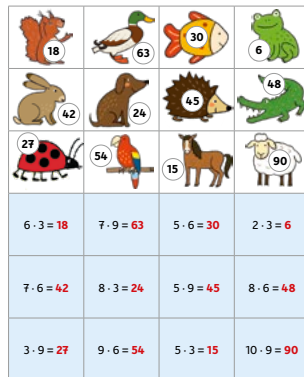 18 63 30 6
42 24 45 48
27 54 15 90
6 · 3 = 18 7 · 9 = 63 5 · 6 = 30 2 · 3 = 6
7 · 6 = 42 8 · 3 = 24 5 · 9 = 45 8 · 6 = 48
3 · 9 = 27 9 · 6 = 54 5 · 3 = 15 10 · 9 = 90